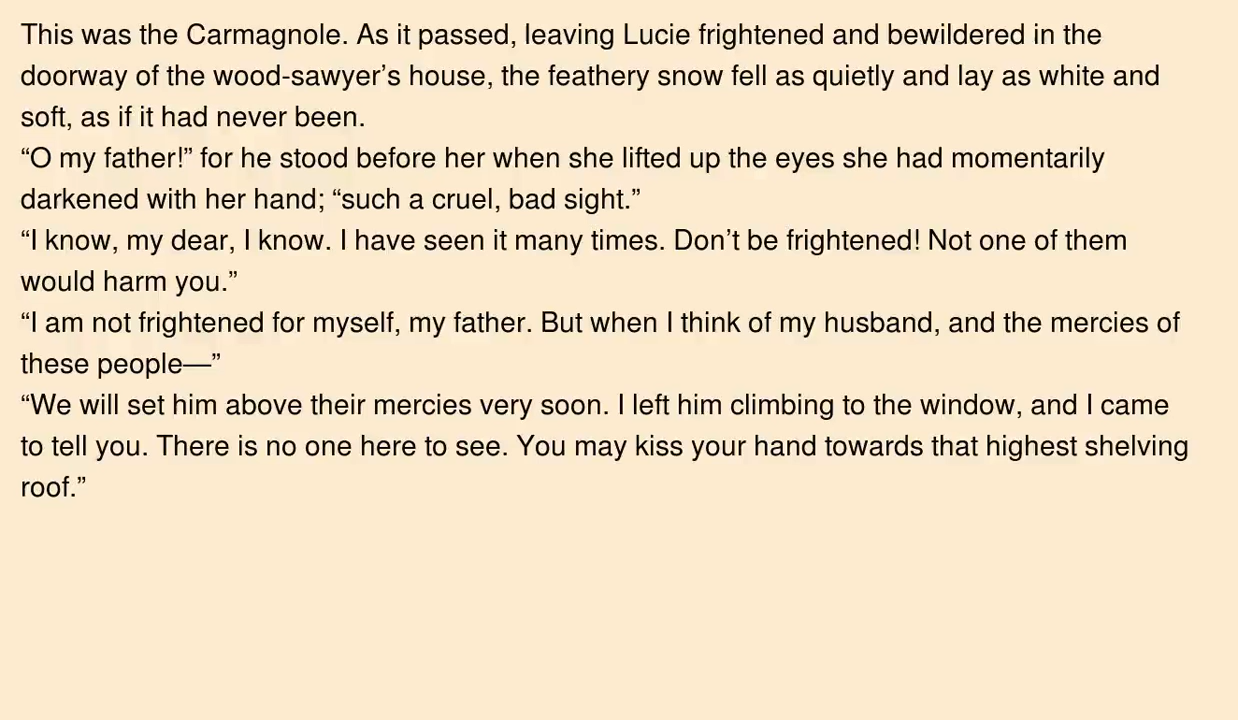 This was the Carmagnole. As it passed, leaving Lucie frightened and bewildered in the
doorway of the wood-sawyer’s house, the feathery snow fell as quietly and lay as white and
soft, as if it had never been.
“O my father!” for he stood before her when she lifted up the eyes she had momentarily
darkened with her hand; “such a cruel, bad sight.”
“I know, my dear, I know. I have seen it many times. Don’t be frightened! Not one of them
would harm you.”
“I am not frightened for myself, my father. But when I think of my husband, and the mercies of
these people—”
“We will set him above their mercies very soon. I left him climbing to the window, and I came
to tell you. There is no one here to see. You may kiss your hand towards that highest shelving
roof.”